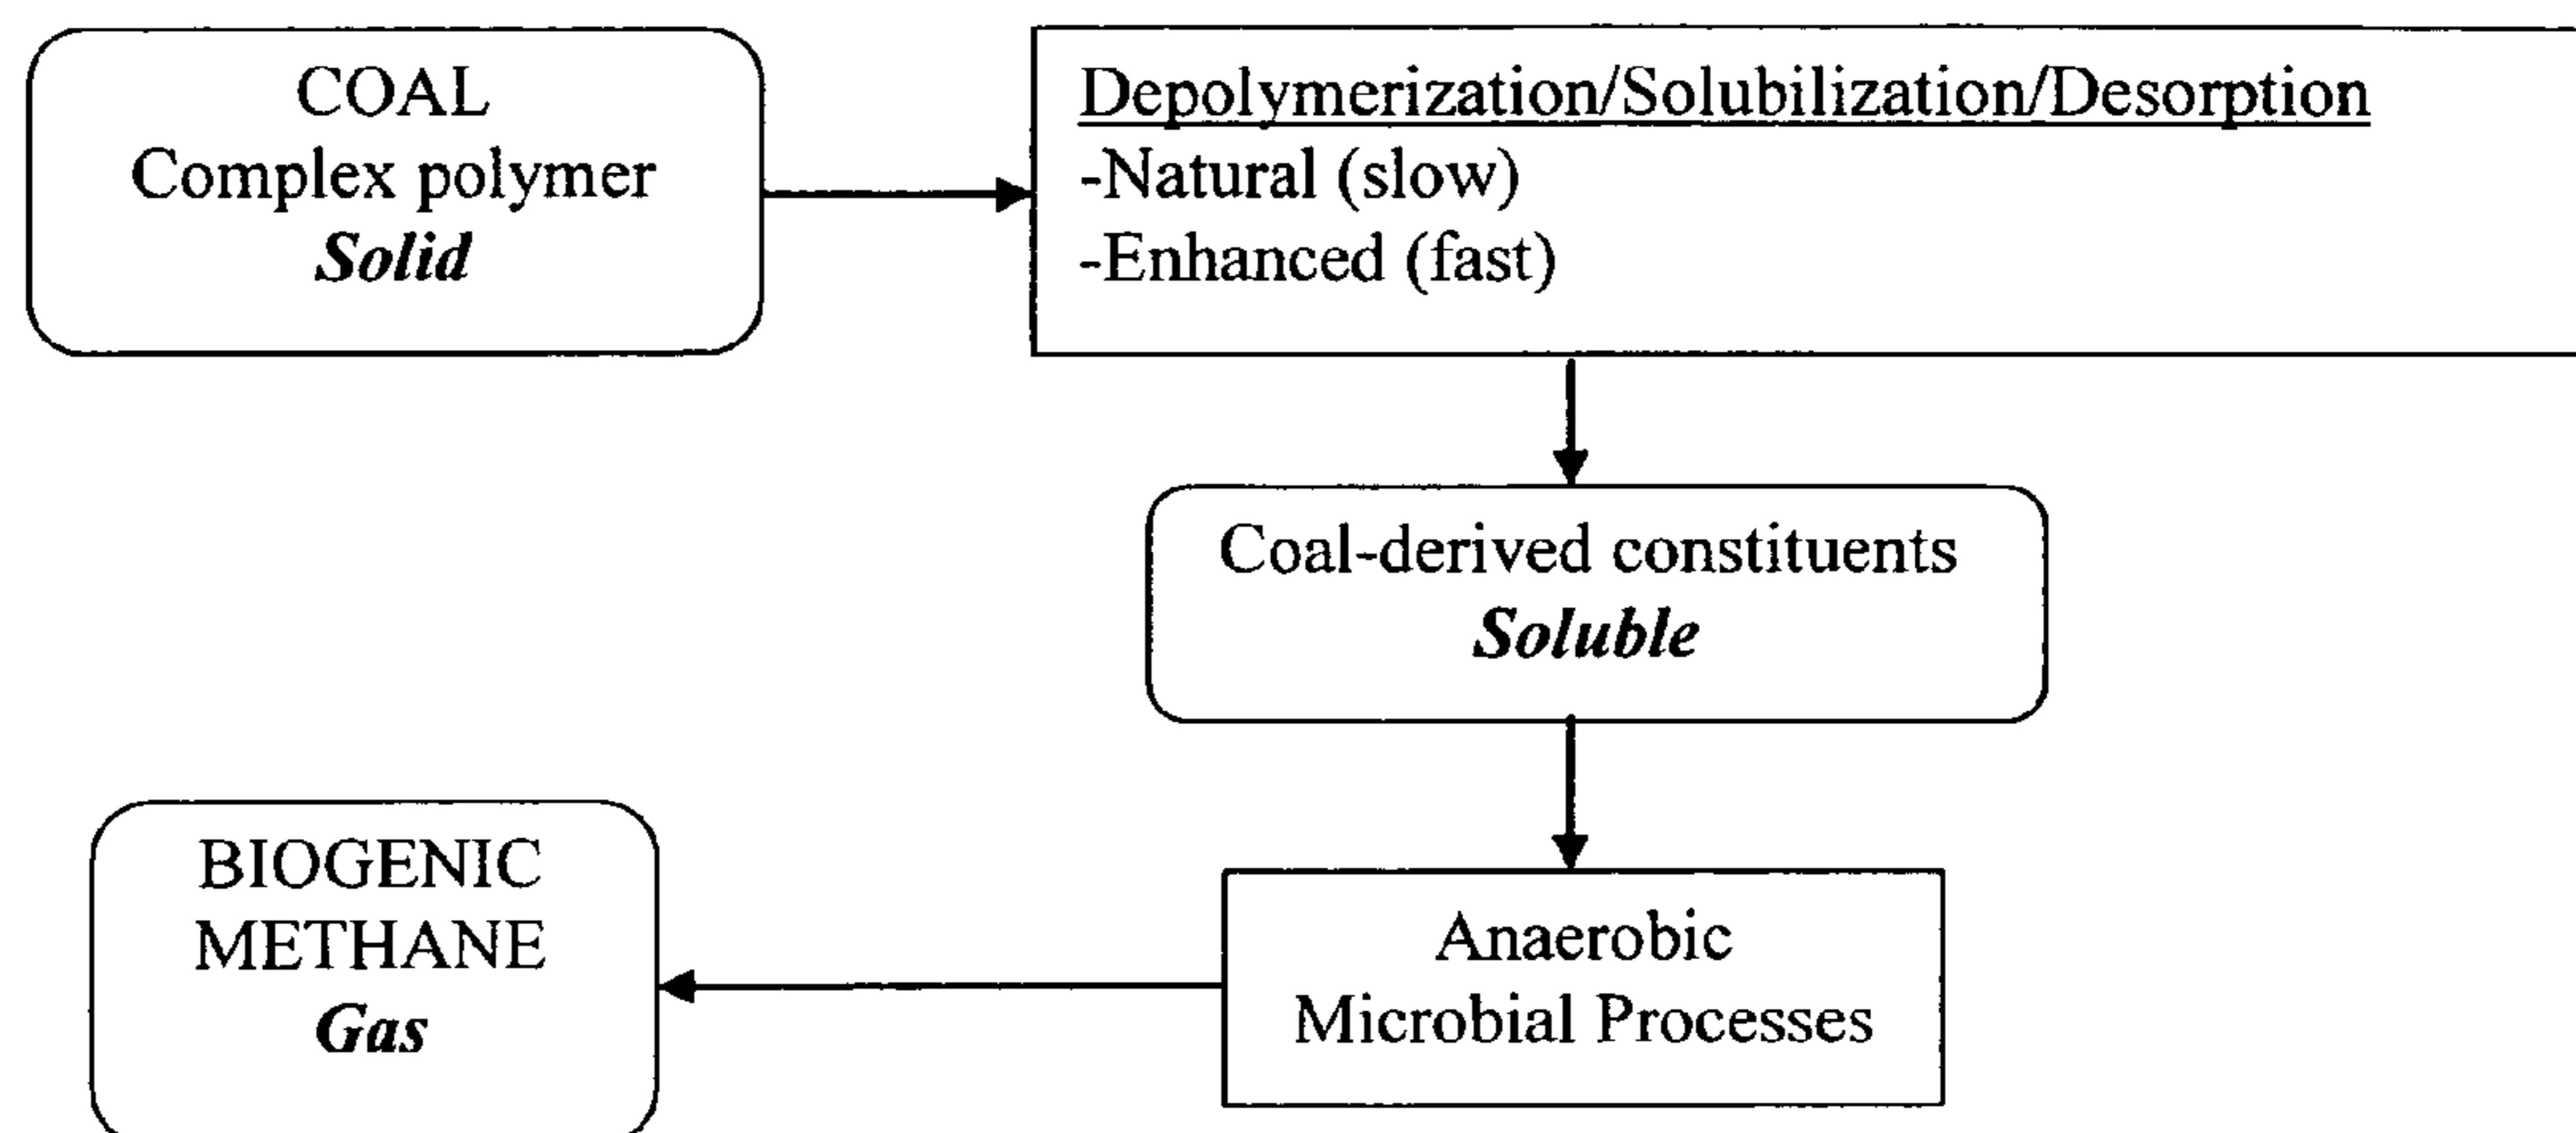 COAL
Complex polymer
Solid
Depolymerization/Solubilization/Desorption
-Natural (slow)
-Enhanced (fast)
Coal-derived constituents
Soluble
Anaerobic
Microbial Processes
BIOGENIC
METHANE
Gas